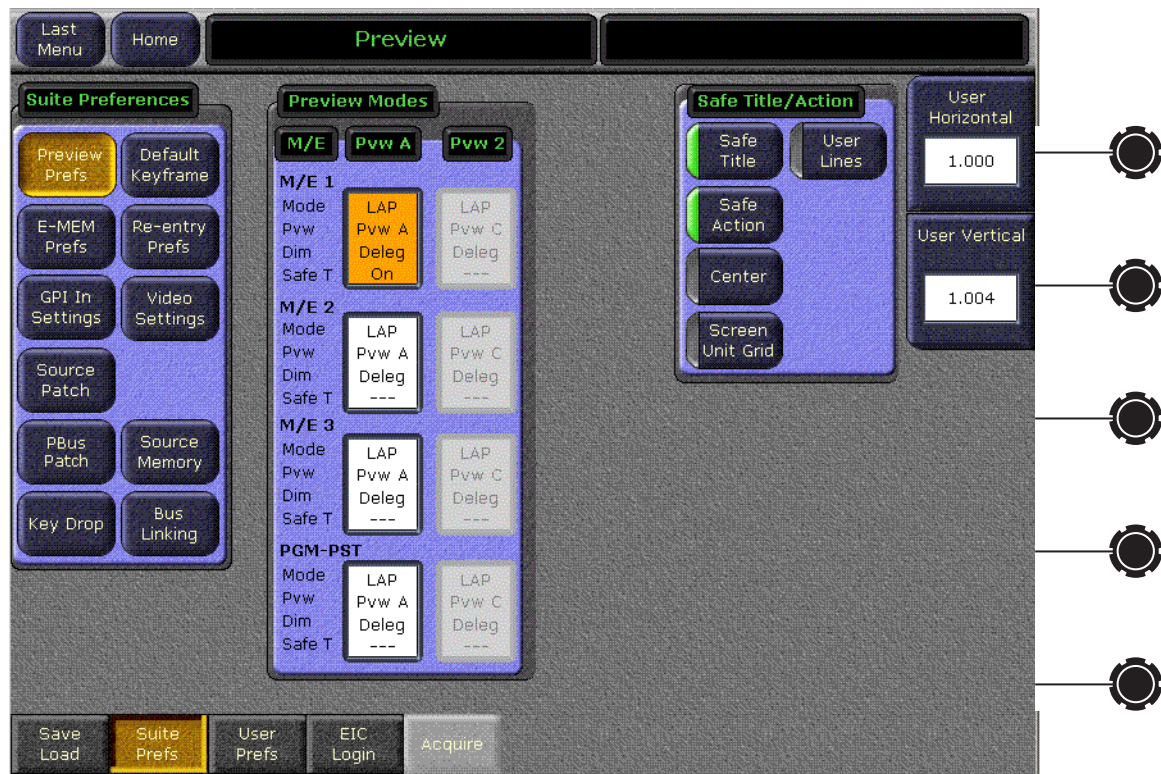 Last
Menu
Home
Preview
Suite Preferences
Preview
Prefs
Default
Keyframe
E-MEM
Prefs
Re-entry
Prefs
GPI In
Settings
Video
Settings
Source
Patch
PBus
Patch
Source
Memory
Key Drop
Bus
Linking
Preview Modes
M/E
Pvw A
Pvw 2
M/E 1
Mode LAP LAP
Pvw Pvw A Pvw C
Dim Deleg Deleg
Safe T On ---
M/E 2
Mode LAP LAP
Pvw Pvw A Pvw C
Dim Deleg Deleg
Safe T --- ---
M/E 3
Mode LAP LAP
Pvw Pvw A Pvw C
Dim Deleg Deleg
Safe T --- ---
PGM-PST
Mode LAP LAP
Pvw Pvw A Pvw C
Dim Deleg Deleg
Safe T --- ---
Safe Title/Action
Safe
Title
User
Lines
Safe
Action
Center
Screen
Unit Grid
User
Horizontal
1.000
User Vertical
1.004
Save
Load
Suite
Prefs
User
Prefs
EIC
Login
Acquire